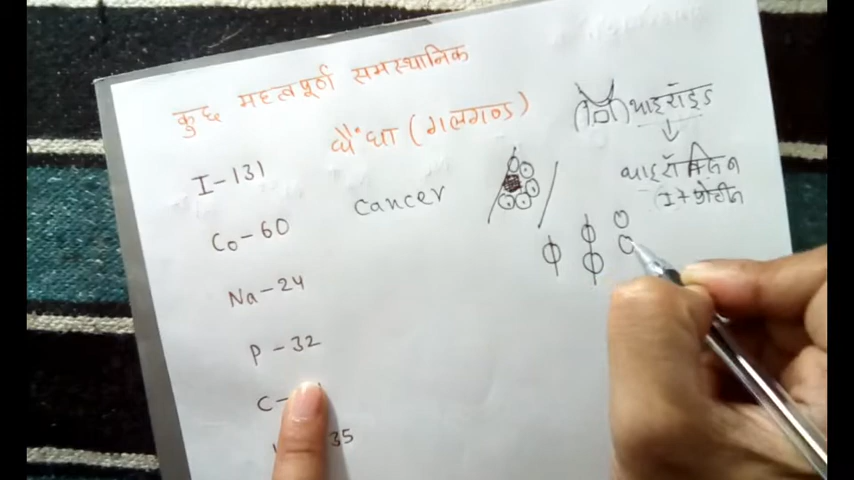 कुछ महत्वपूर्ण समस्थानिक
I-131 घैंघा (गलगण्ड) थाइरॉइड
थाइरॉक्सिन
I + प्रोटीन
Co-60 cancer
Na-24
P-32
C-
35